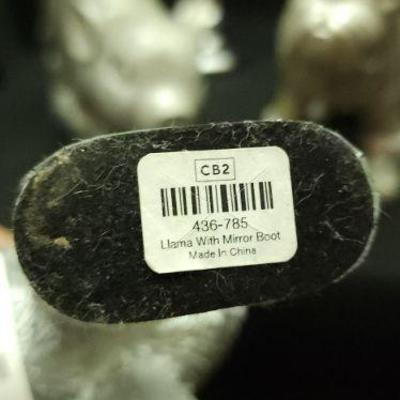 CB2
436-785
Llama With Mirror Boot
Made In China